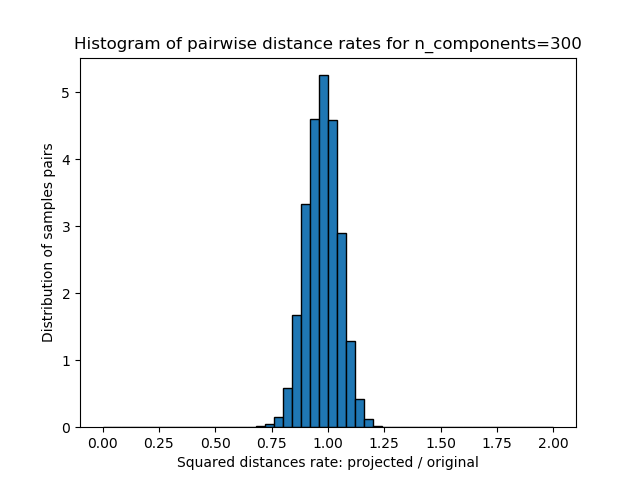 Histogram of pairwise distance rates for n_components=300
Distribution of samples pairs
5
4
3
2
1
0
0.00 0.25 0.50 0.75 1.00 1.25 1.50 1.75 2.00
Squared distances rate: projected / original